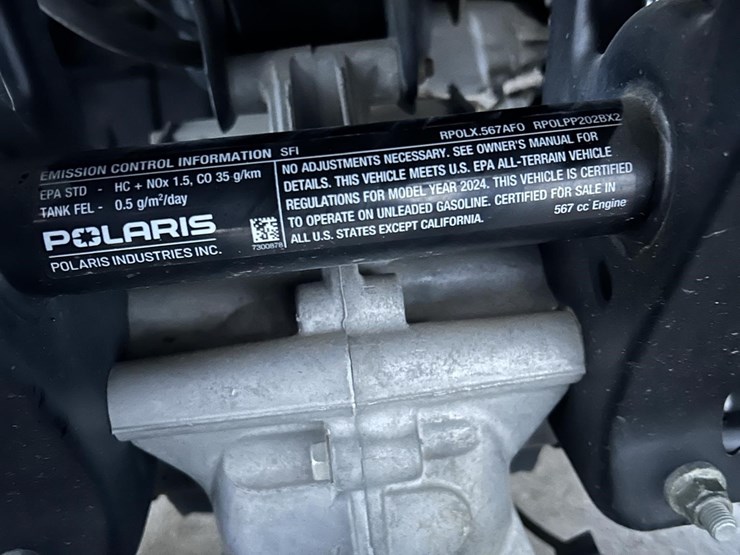 EMISSION CONTROL INFORMATION SFI
RPOLX.567AFO RPOLPP202BX2
EPA STD - HC + NOx 1.5, CO 35 g/km
TANK FEL - 0.5 g/m²/day
POLARIS
POLARIS INDUSTRIES INC.
7300878
NO ADJUSTMENTS NECESSARY. SEE OWNER'S MANUAL FOR
DETAILS. THIS VEHICLE MEETS U.S. EPA ALL-TERRAIN VEHICLE
REGULATIONS FOR MODEL YEAR 2024. THIS VEHICLE IS CERTIFIED
TO OPERATE ON UNLEADED GASOLINE. CERTIFIED FOR SALE IN
ALL U.S. STATES EXCEPT CALIFORNIA.
567 cc Engine